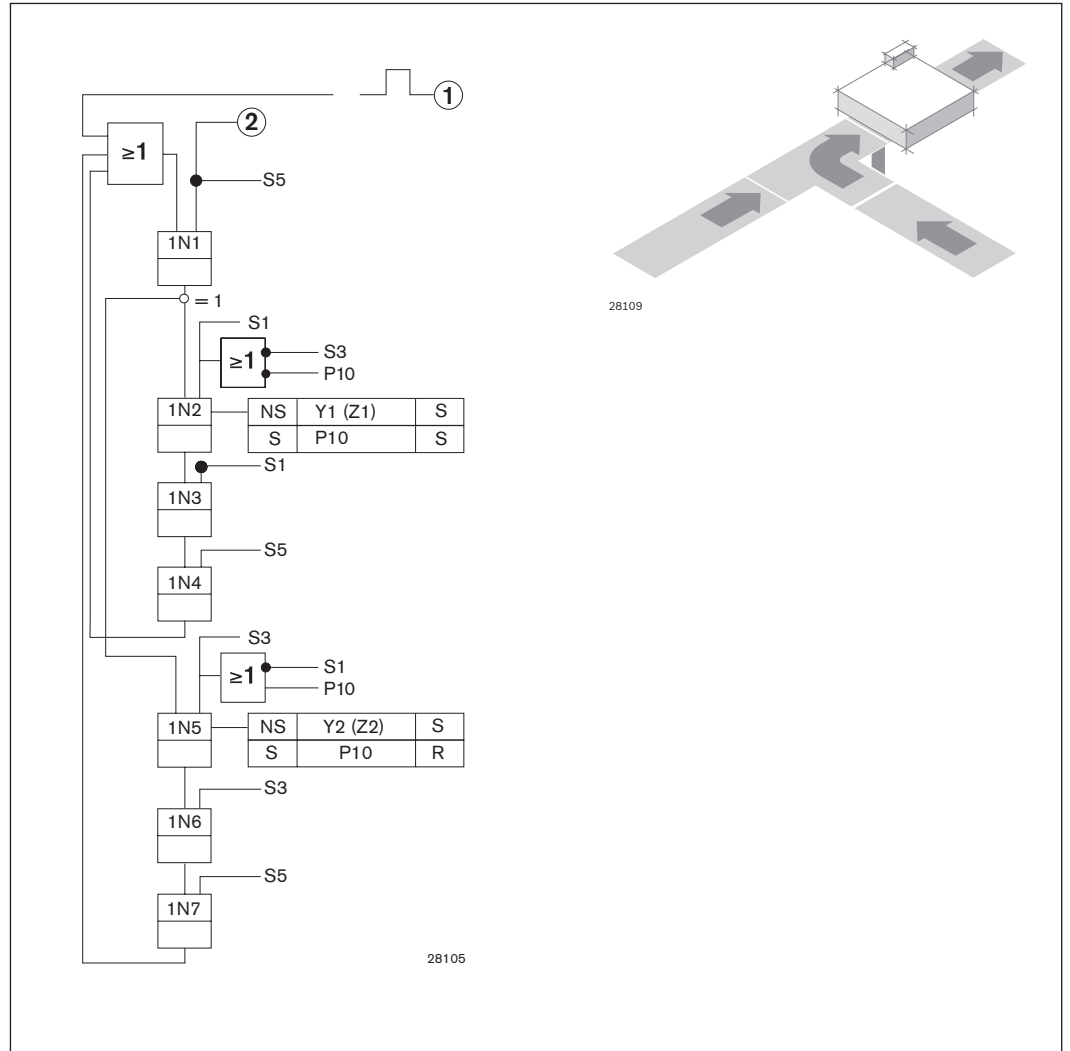 1
2
≥1
S5
1N1
= 1
S1
≥1
S3
P10
1N2
NS Y1 (Z1) S
S P10 S
S1
1N3
S5
1N4
S3
≥1
S1
P10
1N5
NS Y2 (Z2) S
S P10 R
S3
1N6
S5
1N7
28105
28109